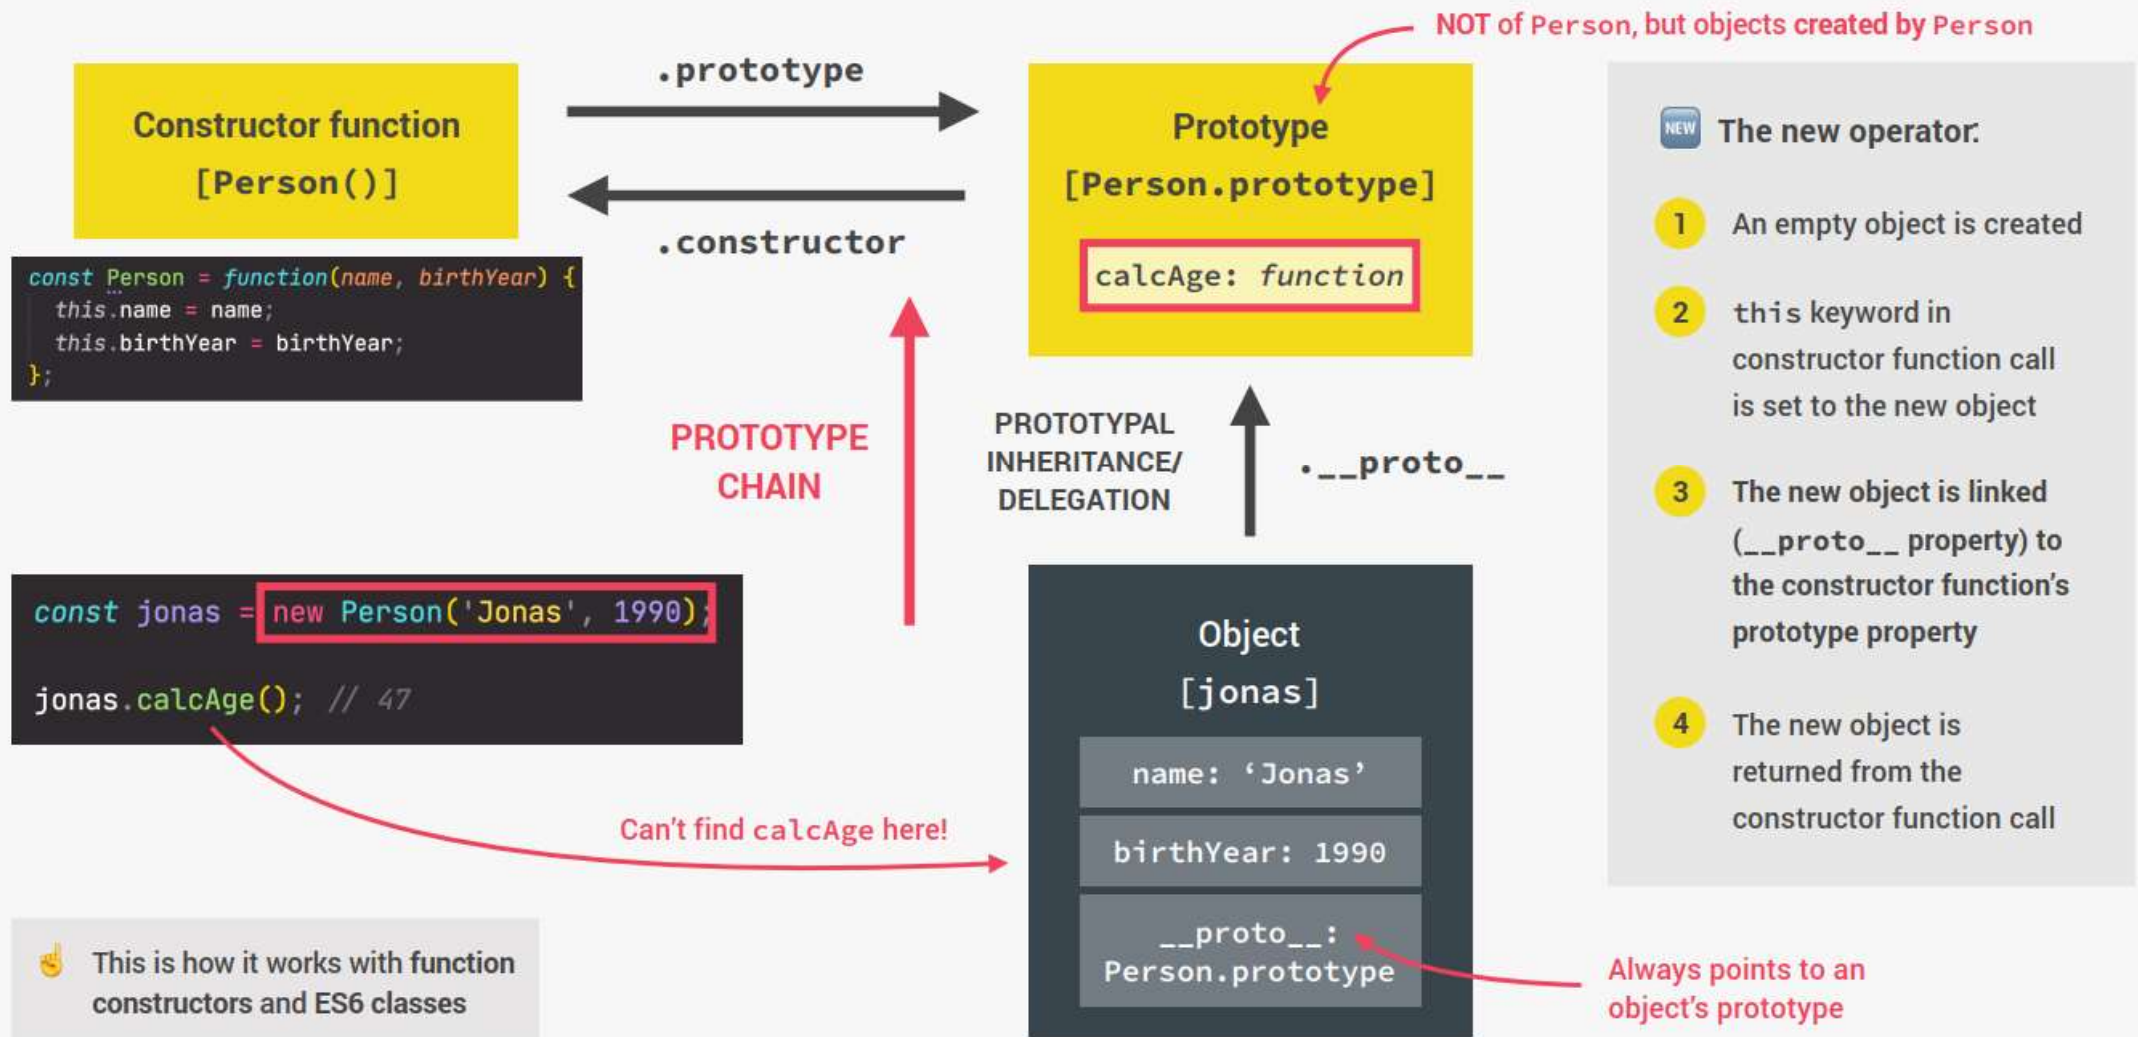 NOT of Person, but objects created by Person
Constructor function
[Person()]
.prototype
.constructor
Prototype
[Person.prototype]
calcAge: function
const Person = function(name, birthYear) {
this.name = name;
this.birthYear = birthYear;
};
PROTOTYPE
CHAIN
PROTOTYPAL
INHERITANCE/
DELEGATION
.__proto__
const jonas = new Person('Jonas', 1990);
jonas.calcAge(); // 47
Can't find calcAge here!
Object
[jonas]
name: ‘Jonas’
birthYear: 1990
__proto__:
Person.prototype
Always points to an
object's prototype
☝ This is how it works with function
constructors and ES6 classes
NEW The new operator:
1 An empty object is created
2 this keyword in
constructor function call
is set to the new object
3 The new object is linked
(__proto__ property) to
the constructor function's
prototype property
4 The new object is
returned from the
constructor function call